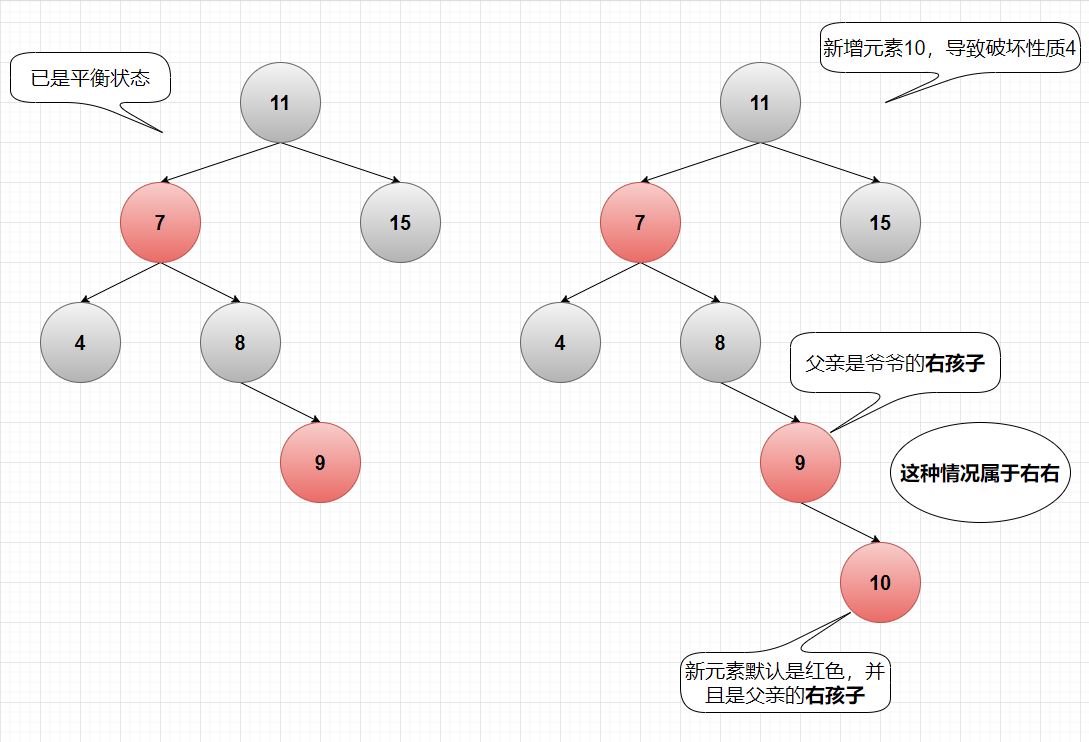 已是平衡状态
11
7
15
4
8
9
新增元素10，导致破坏性质4
11
7
15
4
8
父亲是爷爷的右孩子
9
这种情况属于右右
10
新元素默认是红色，并
且是父亲的右孩子